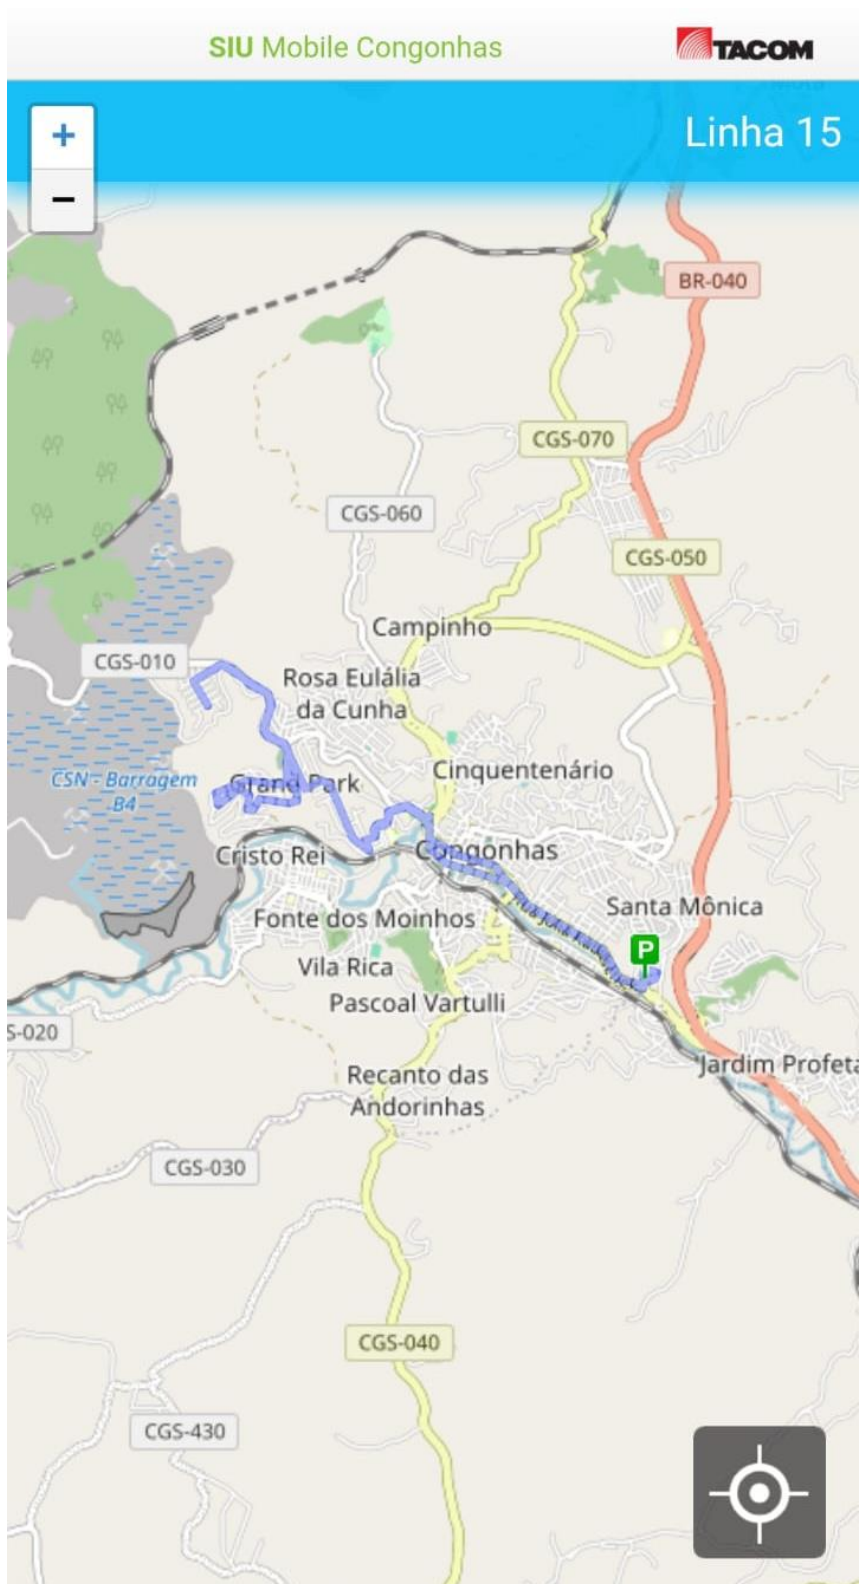 SIU Mobile Congonhas
TACOM
+
Linha 15
−
BR-040
CGS-070
CGS-060
CGS-050
Campinho
CGS-010
Rosa Eulália
da Cunha
CSN - Barragem
B4
Grand Park
Cinquentenário
Cristo Rei
Congonhas
Santa Mônica
Fonte dos Moinhos
P
Vila Rica
Pascoal Vartulli
S-020
Jardim Profeta
Recanto das
Andorinhas
CGS-030
CGS-040
CGS-430